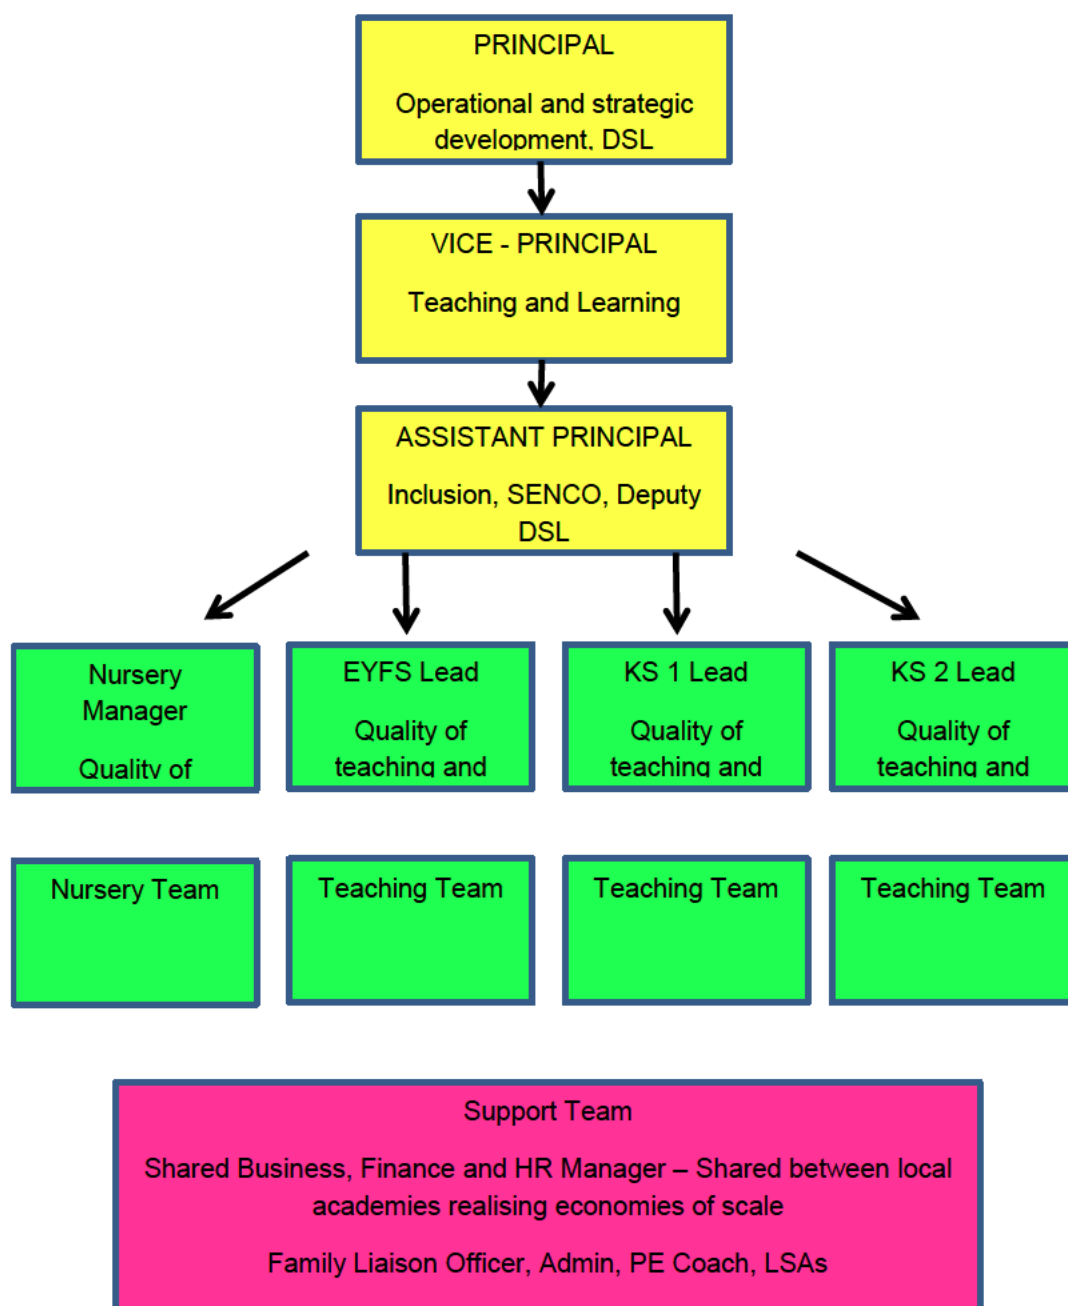 PRINCIPAL
Operational and strategic
development, DSL
VICE - PRINCIPAL
Teaching and Learning
ASSISTANT PRINCIPAL
Inclusion, SENCO, Deputy
DSL
Nursery
Manager
Quality of
EYFS Lead
Quality of
teaching and
KS 1 Lead
Quality of
teaching and
KS 2 Lead
Quality of
teaching and
Nursery Team
Teaching Team
Teaching Team
Teaching Team
Support Team
Shared Business, Finance and HR Manager – Shared between local
academies realising economies of scale
Family Liaison Officer, Admin, PE Coach, LSAs